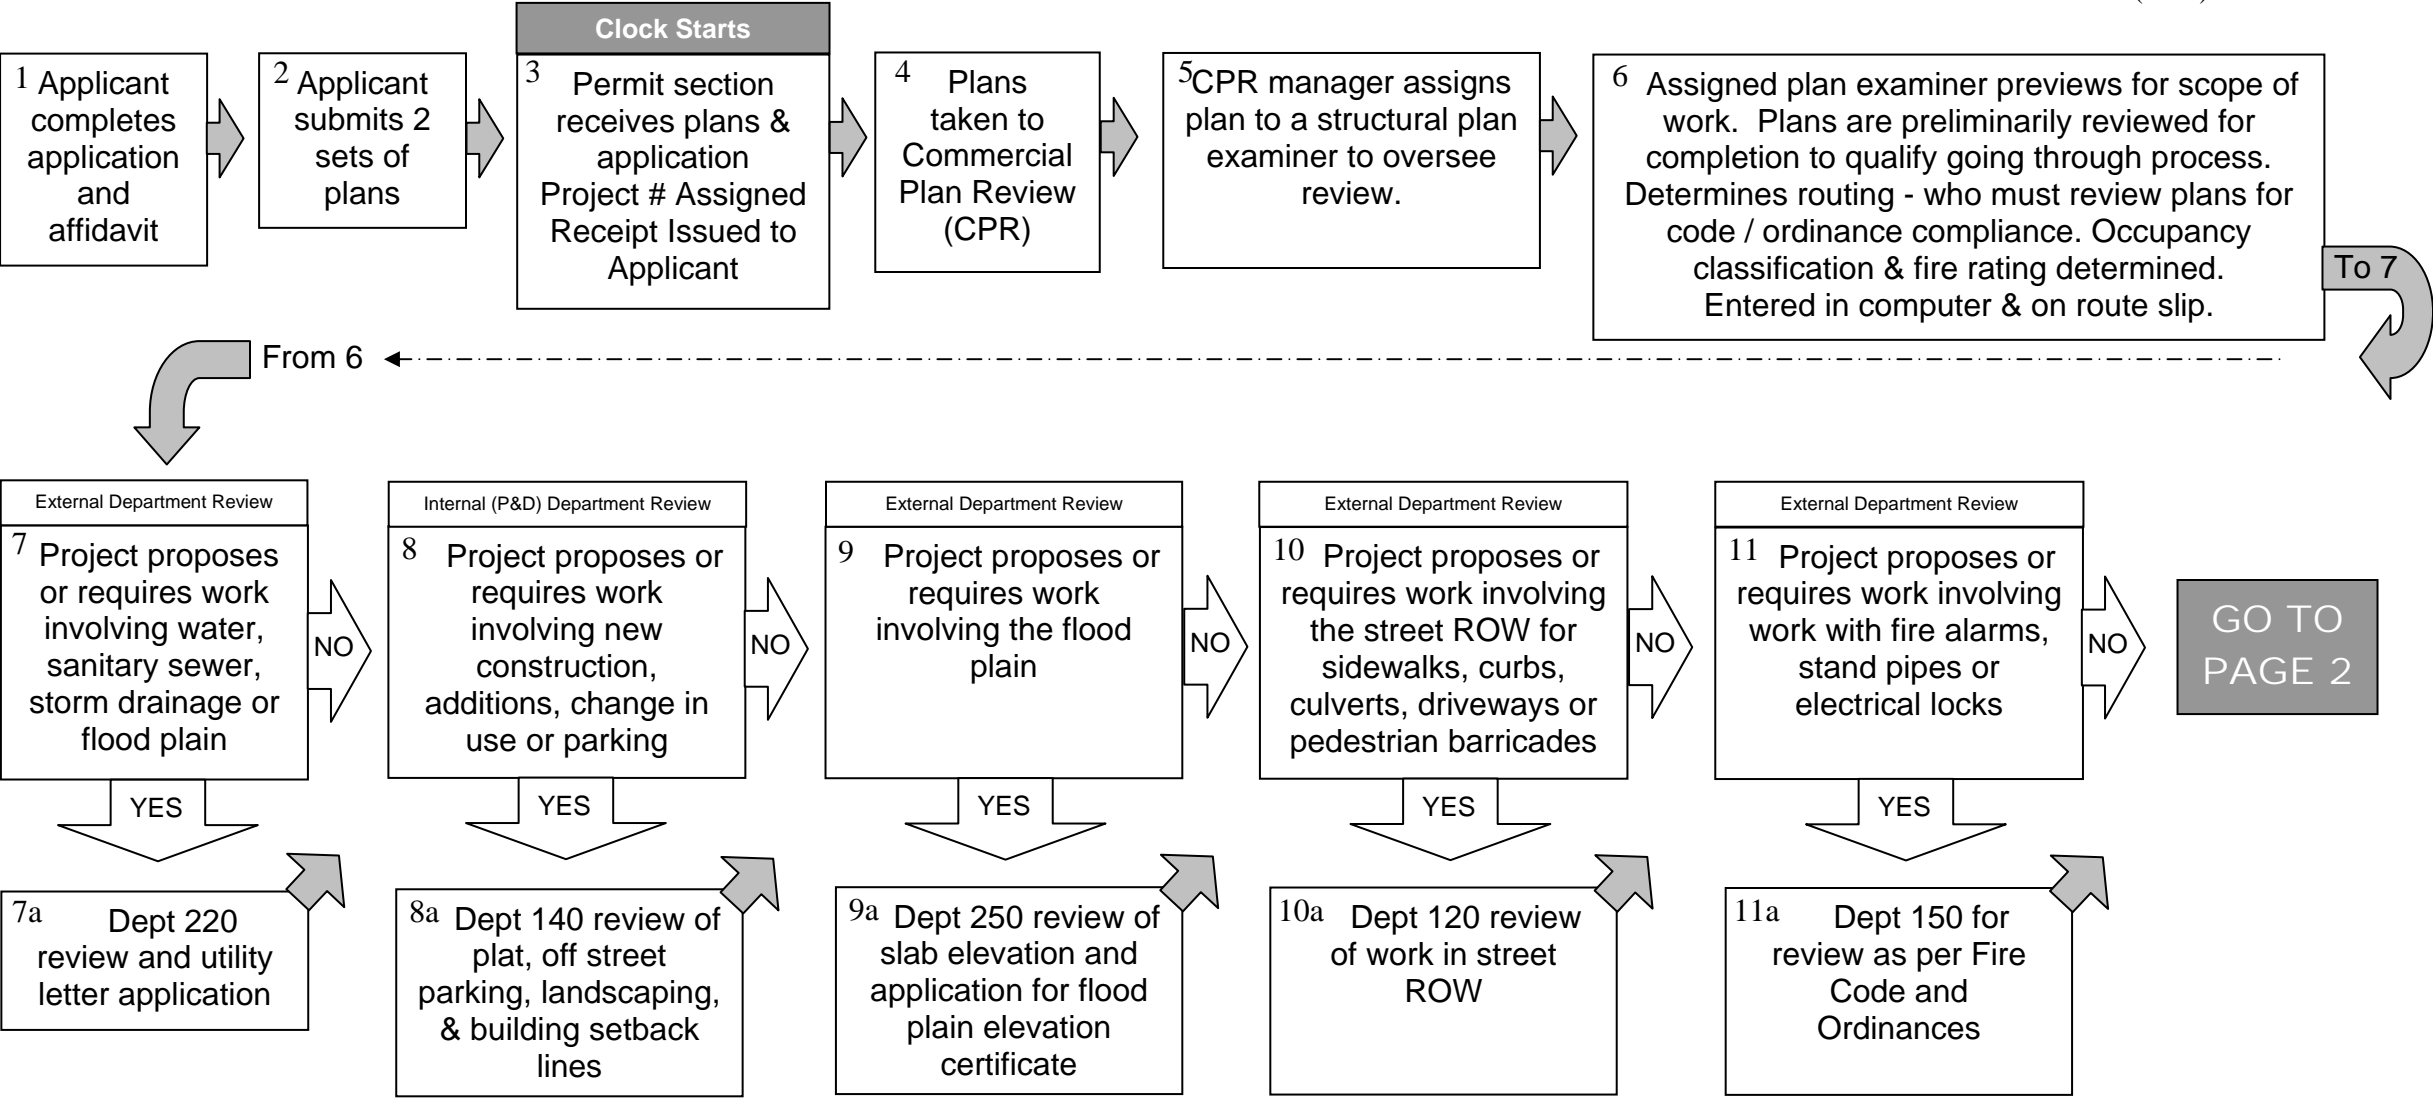 Clock Starts
1 Applicant
completes
application
and
affidavit
2 Applicant
submits 2
sets of
plans
3 Permit section
receives plans &
application
Project # Assigned
Receipt Issued to
Applicant
4 Plans
taken to
Commercial
Plan Review
(CPR)
5CPR manager assigns
plan to a structural plan
examiner to oversee
review.
6 Assigned plan examiner previews for scope of
work. Plans are preliminarily reviewed for
completion to qualify going through process.
Determines routing - who must review plans for
code / ordinance compliance. Occupancy
classification & fire rating determined.
Entered in computer & on route slip.
To 7
From 6
External Department Review
7 Project proposes
or requires work
involving water,
sanitary sewer,
storm drainage or
flood plain
NO
YES
7a Dept 220
review and utility
letter application
Internal (P&D) Department Review
8 Project proposes or
requires work
involving new
construction,
additions, change in
use or parking
NO
YES
8a Dept 140 review of
plat, off street
parking, landscaping,
& building setback
lines
External Department Review
9 Project proposes or
requires work
involving the flood
plain
NO
YES
9a Dept 250 review of
slab elevation and
application for flood
plain elevation
certificate
External Department Review
10 Project proposes or
requires work involving
the street ROW for
sidewalks, curbs,
culverts, driveways or
pedestrian barricades
NO
YES
10a Dept 120 review
of work in street
ROW
External Department Review
11 Project proposes or
requires work involving
work with fire alarms,
stand pipes or
electrical locks
NO
YES
11a Dept 150 for
review as per Fire
Code and
Ordinances
GO TO
PAGE 2